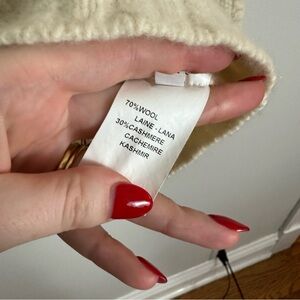 70%WOOL
LAINE - LANA
30%CASHMERE
CACHEMIRE
KASHMIR